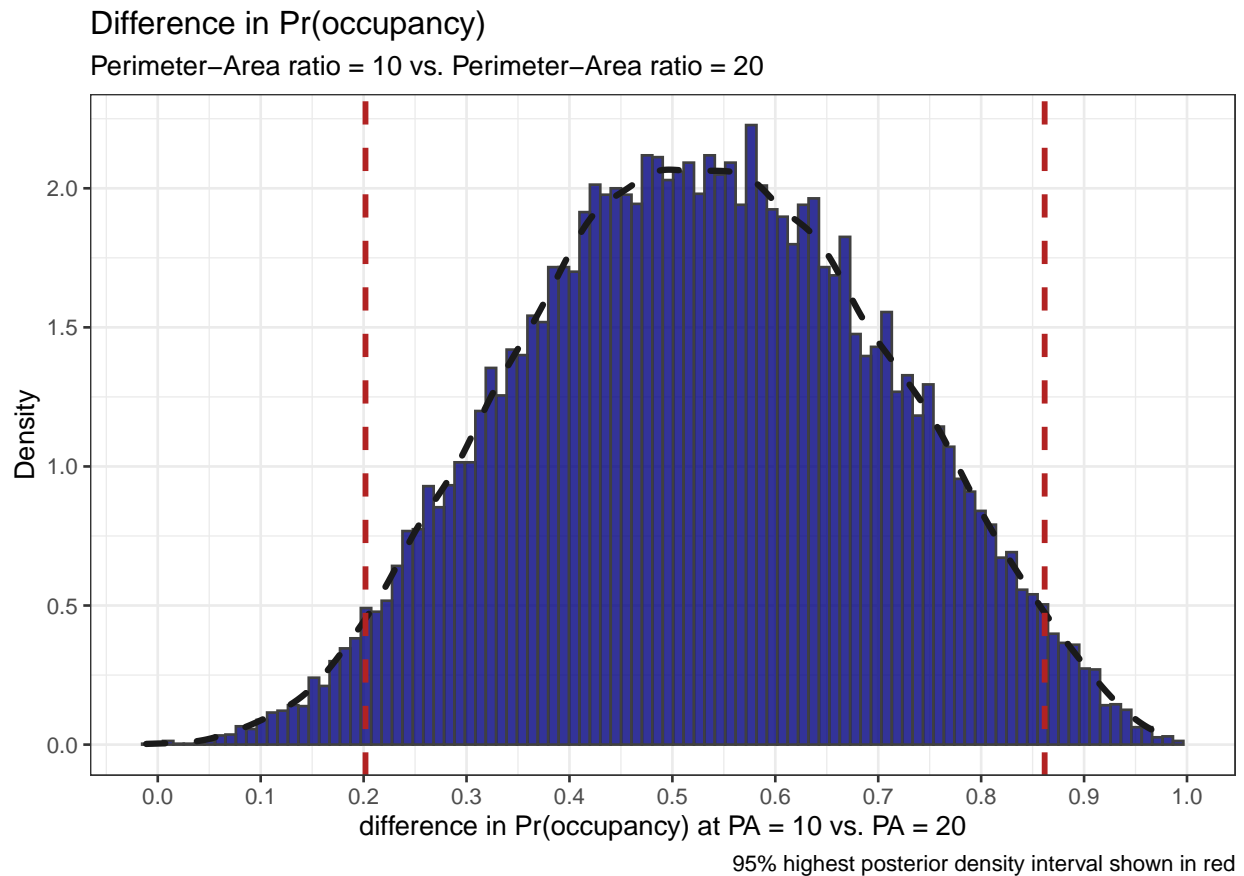 Difference in Pr(occupancy)
Perimeter−Area ratio = 10 vs. Perimeter−Area ratio = 20
Density
2.0
1.5
1.0
0.5
0.0
0.0 0.1 0.2 0.3 0.4 0.5 0.6 0.7 0.8 0.9 1.0
difference in Pr(occupancy) at PA = 10 vs. PA = 20
95% highest posterior density interval shown in red